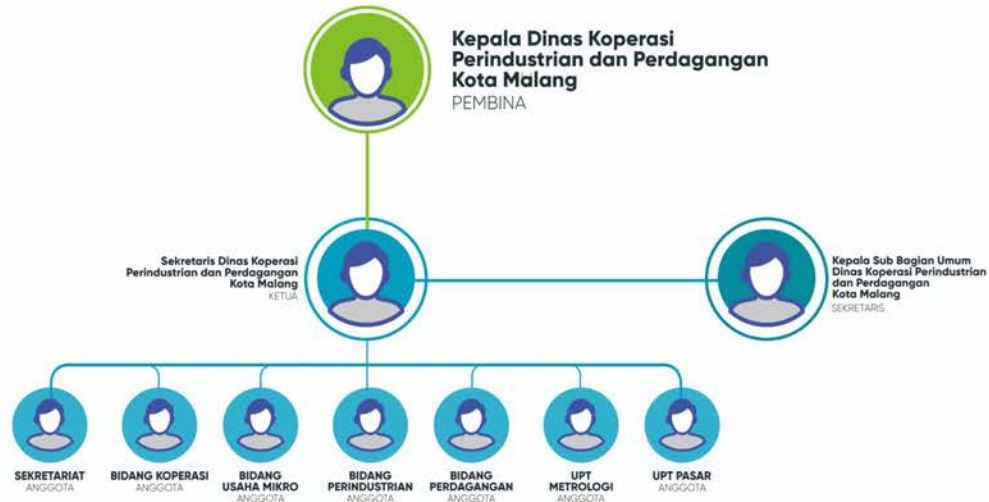 Kepala Dinas Koperasi
Perindustrian dan Perdagangan
Kota Malang
PEMBINA
Sekretaris Dinas Koperasi
Perindustrian dan Perdagangan
Kota Malang
KETUA
Kepala Sub Bagian Umum
Dinas Koperasi Perindustrian
dan Perdagangan
Kota Malang
SEKRETARIS
SEKRETARIAT
ANGGOTA
BIDANG KOPERASI
ANGGOTA
BIDANG
USAHA MIKRO
ANGGOTA
BIDANG
PERINDUSTRIAN
ANGGOTA
BIDANG
PERDAGANGAN
ANGGOTA
UPT
METROLOGI
ANGGOTA
UPT PASAR
ANGGOTA